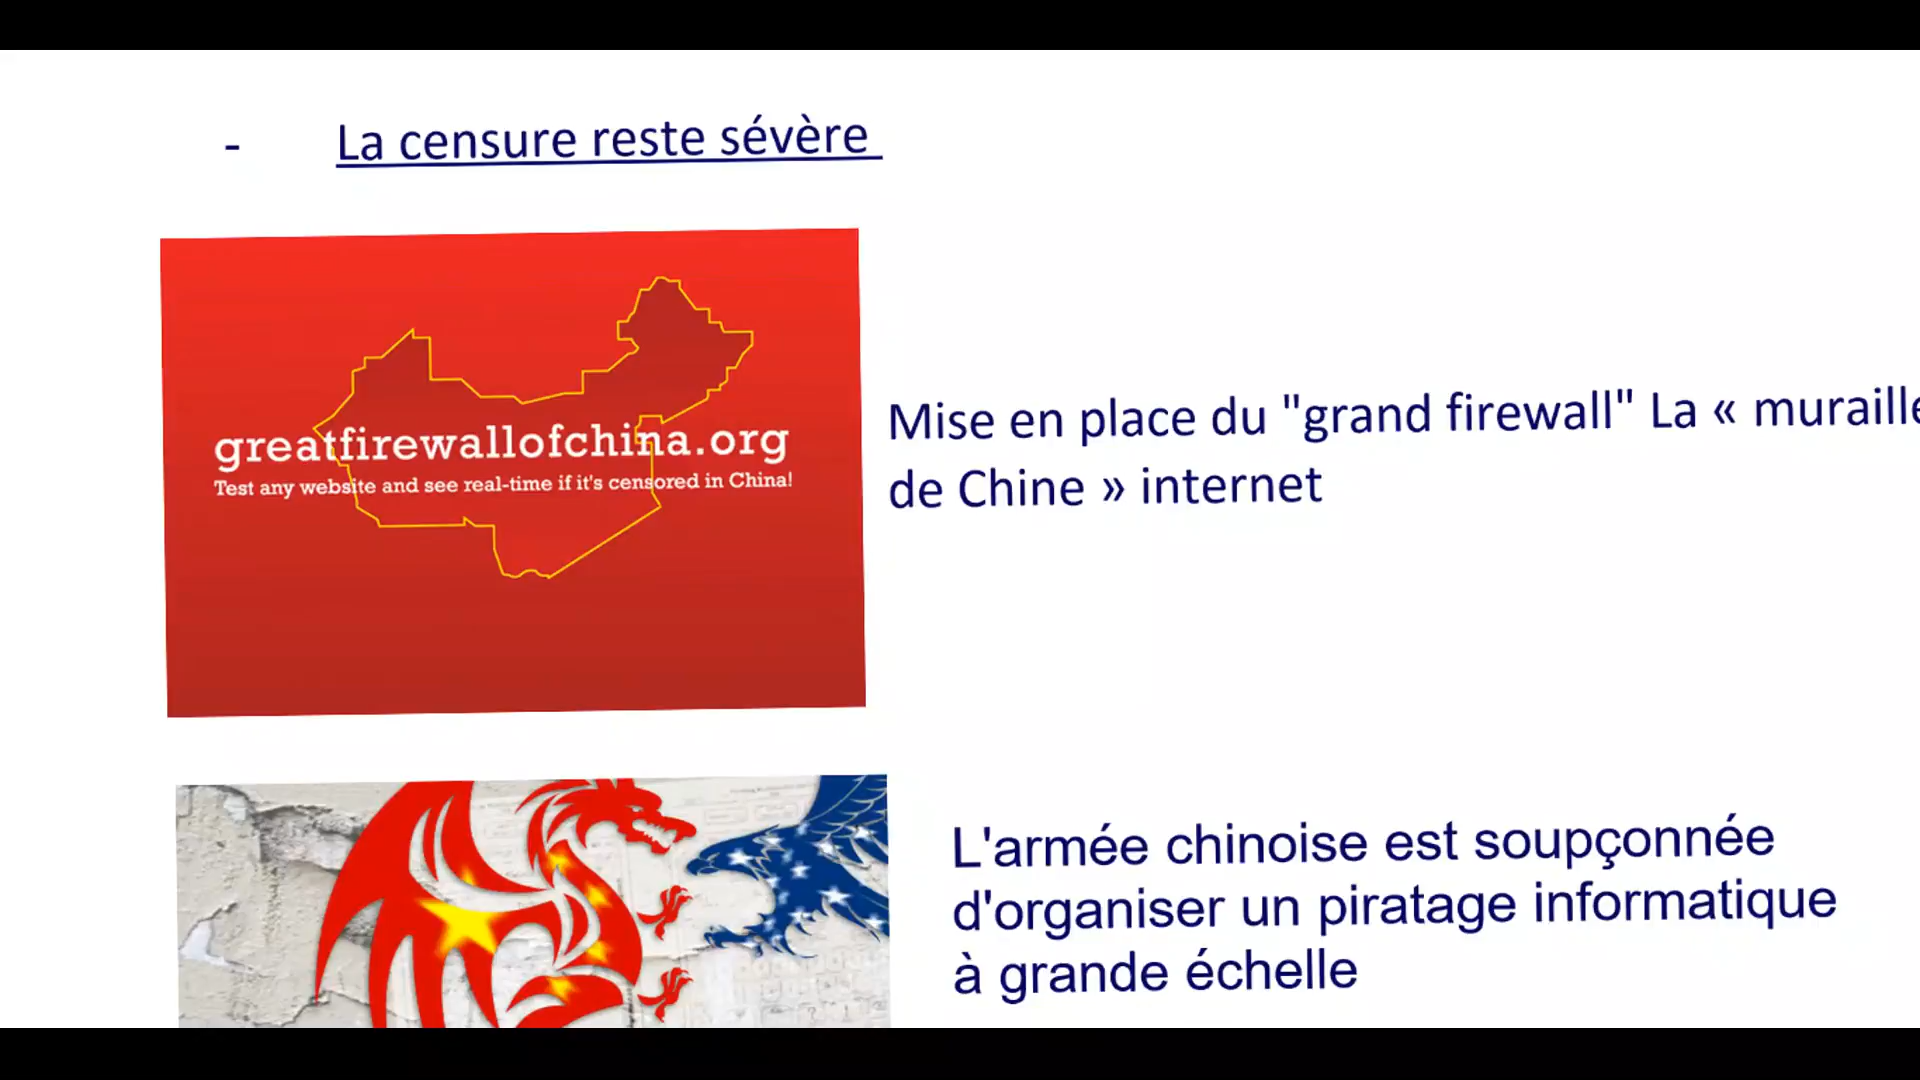 - La censure reste sévère
greatfirewallofchina.org
Test any website and see real-time if it's censored in China!
Mise en place du "grand firewall" La « muraille
de Chine » internet
L'armée chinoise est soupçonnée
d'organiser un piratage informatique
à grande échelle